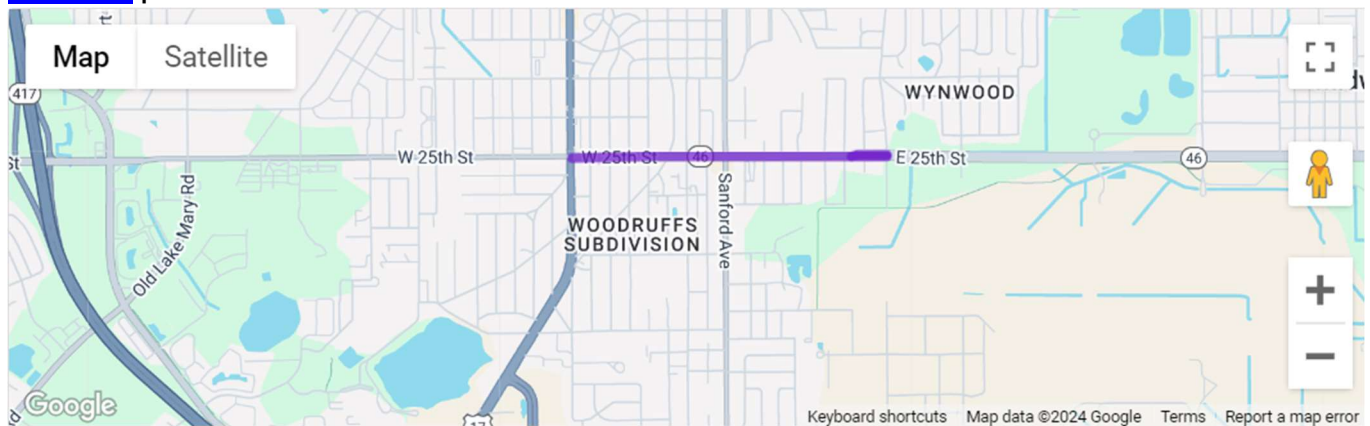 Map
Satellite
WYNWOOD
417
St
W 25th St
W 25th St
46
E 25th St
46
Old Lake Mary Rd
Sanford Ave
WOODRUFFS
SUBDIVISION
17
Google
Keyboard shortcuts
Map data ©2024 Google
Terms
Report a map error